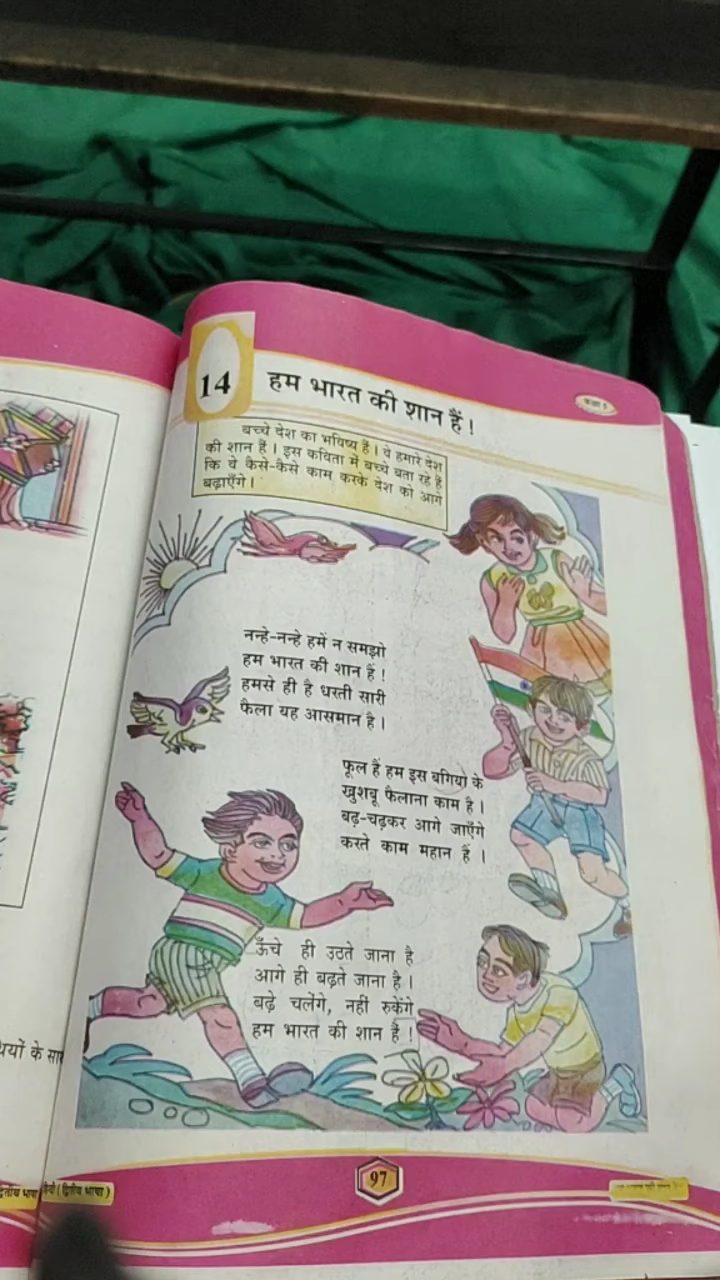 14
हम भारत की शान हैं !
कक्षा 5
बच्चे देश का भविष्य हैं । वे हमारे देश
की शान हैं । इस कविता में बच्चे बता रहे हैं
कि वे कैसे-कैसे काम करके देश को आगे
बढ़ाएँगे ।
नन्हे-नन्हे हमें न समझो
हम भारत की शान हैं !
हमसे ही है धरती सारी
फैला यह आसमान है ।
फूल हैं हम इस बगिया के
खुशबू फैलाना काम है ।
बढ़-चढ़कर आगे जाएँगे
करते काम महान हैं ।
ऊँचे ही उठते जाना है
आगे ही बढ़ते जाना है ।
बढ़े चलेंगे, नहीं रुकेंगे
हम भारत की शान हैं !
यों के
97
(द्वितीय भाषा)